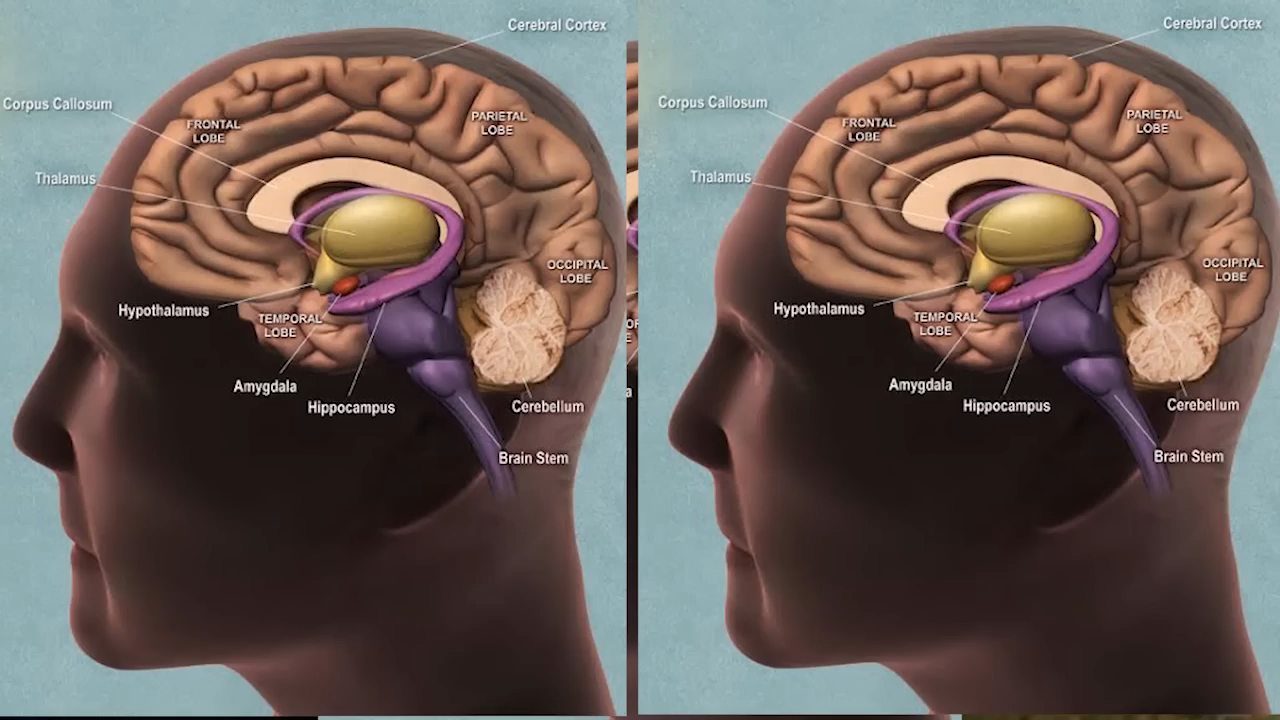 Cerebral Cortex
Corpus Callosum
FRONTAL
LOBE
PARIETAL
LOBE
Thalamus
OCCIPITAL
LOBE
Hypothalamus
TEMPORAL
LOBE
Amygdala
Hippocampus
Cerebellum
Brain Stem
Cerebral Cortex
Corpus Callosum
FRONTAL
LOBE
PARIETAL
LOBE
Thalamus
OCCIPITAL
LOBE
Hypothalamus
TEMPORAL
LOBE
Amygdala
Hippocampus
Cerebellum
Brain Stem